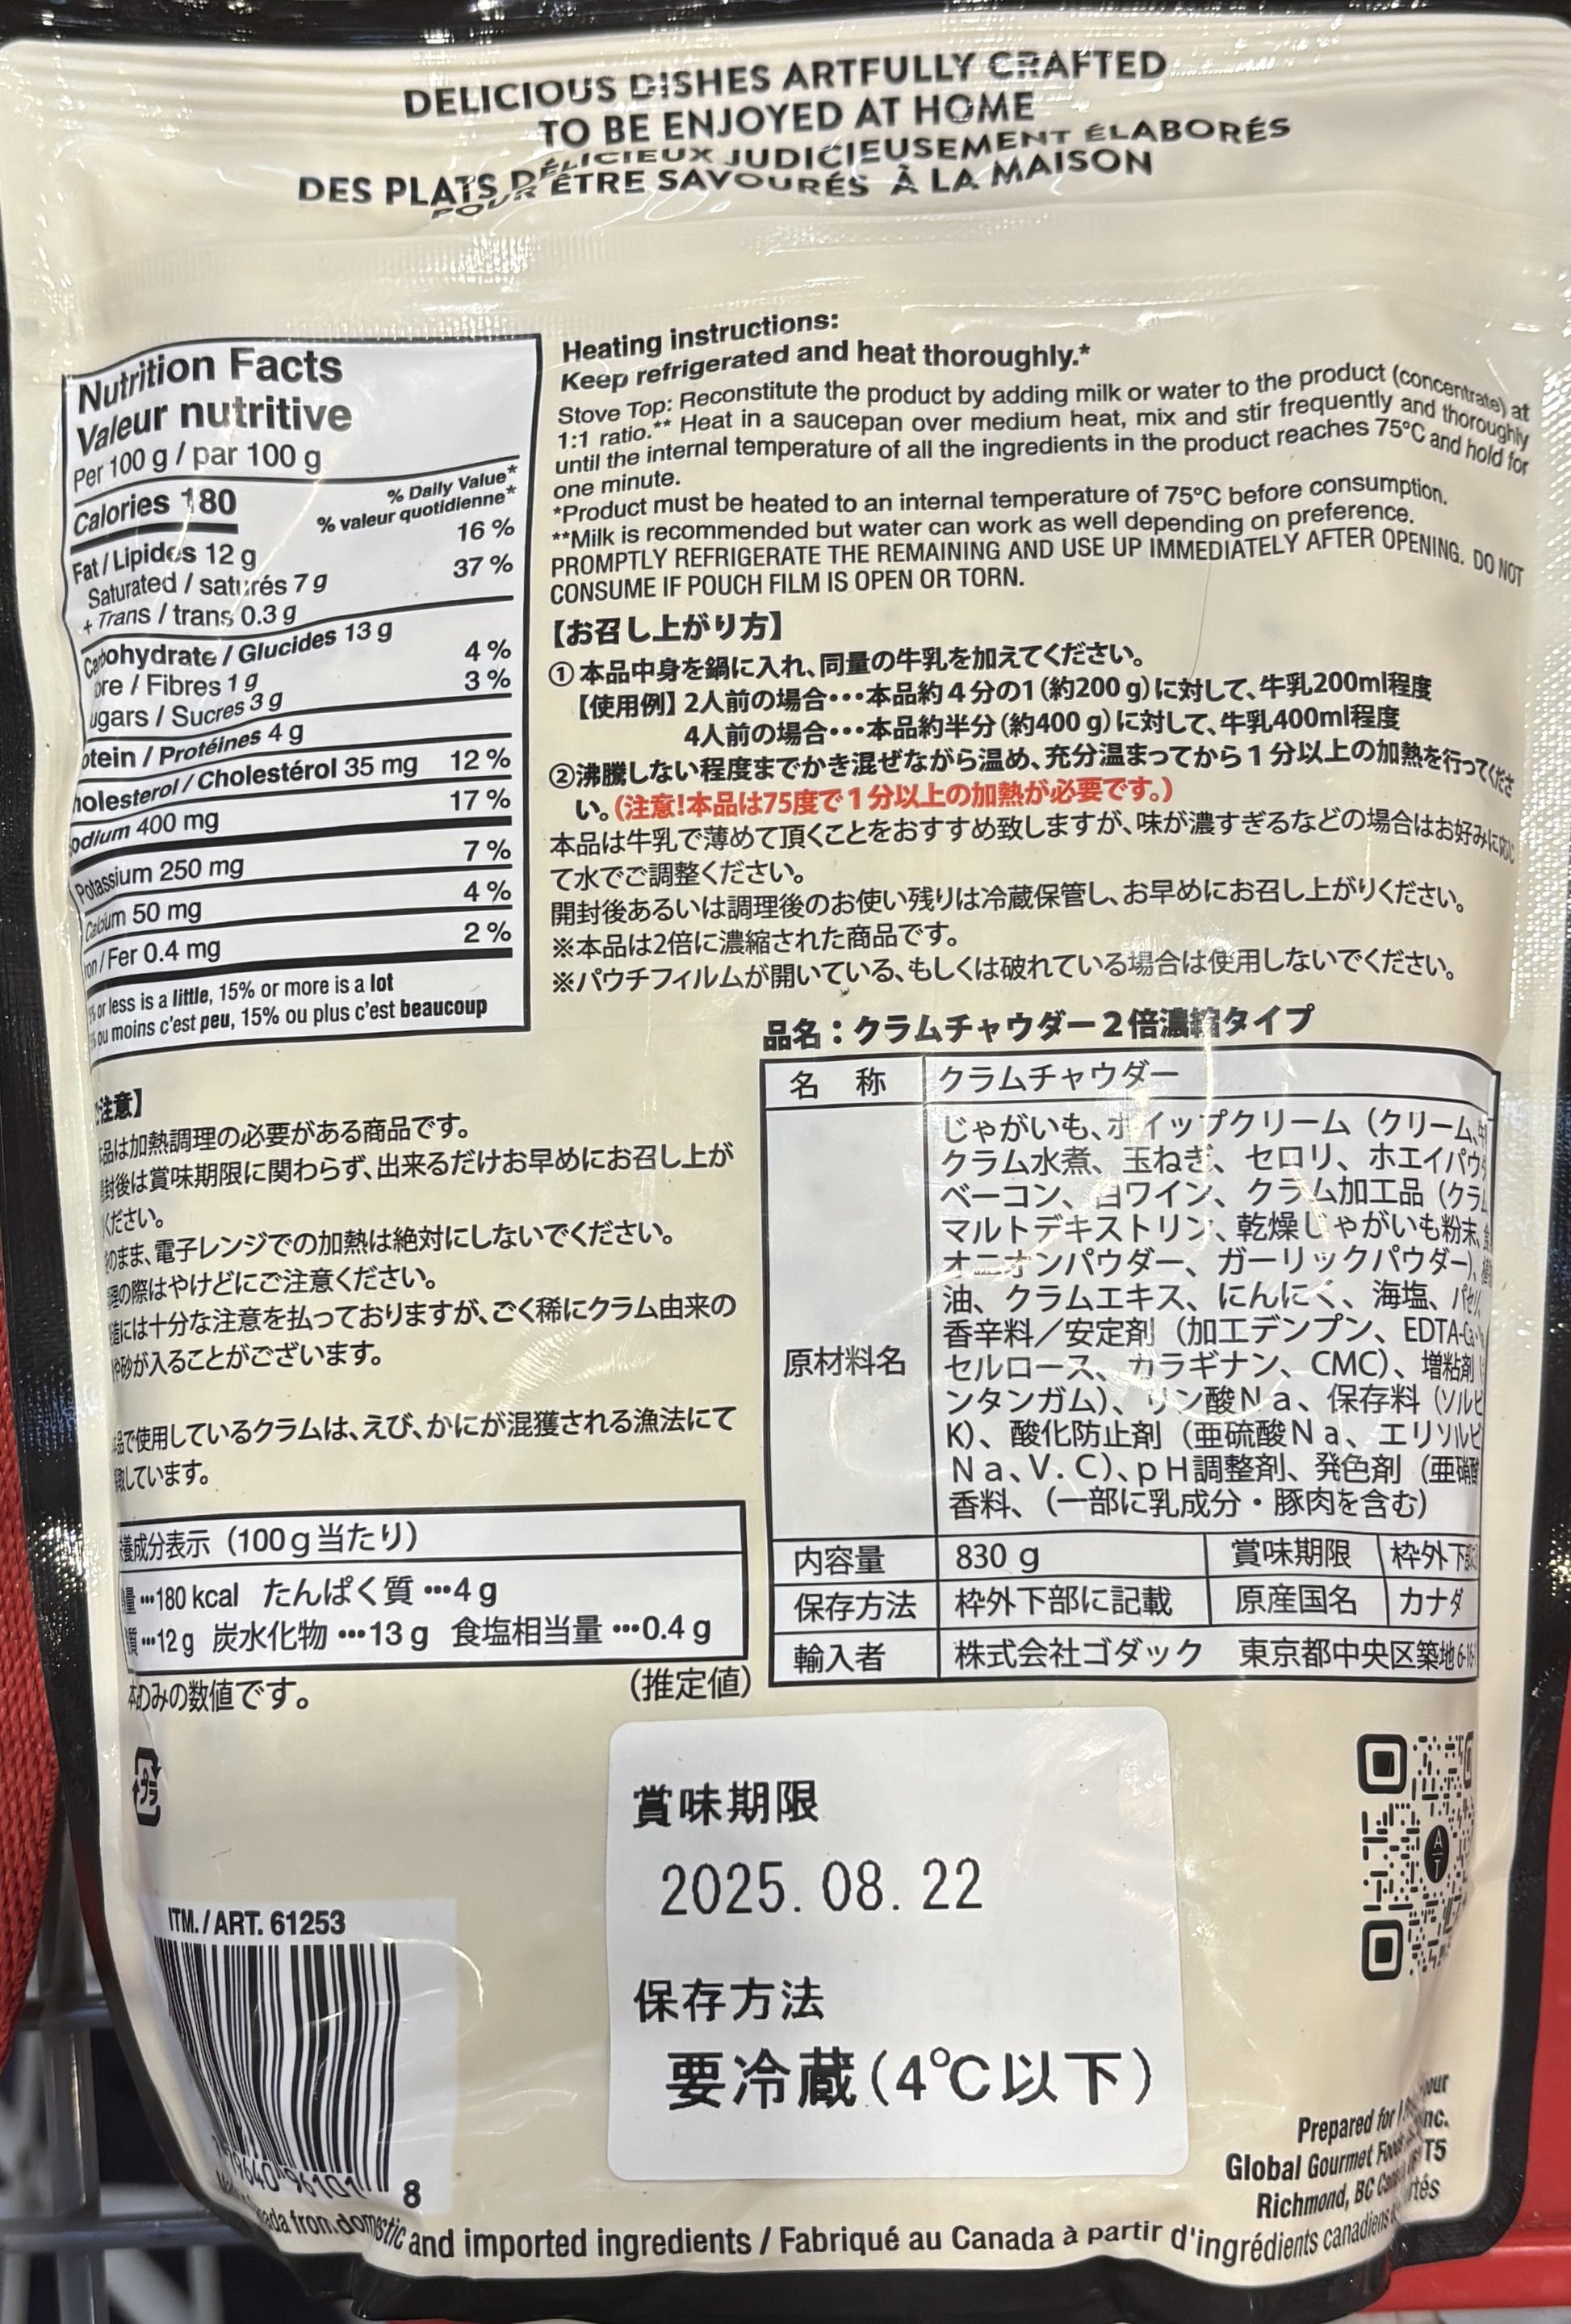 DELICIOUS DISHES ARTFULLY CRAFTED
TO BE ENJOYED AT HOME
DES PLATS DÉLICIEUX JUDICIEUSEMENT ÉLABORÉS
POUR ÊTRE SAVOURÉS À LA MAISON
Nutrition Facts
Valeur nutritive
Per 100 g / par 100 g
Calories 180
% Daily Value*
% valeur quotidienne*
Fat / Lipides 12 g 16 %
Saturated / saturés 7 g
+ Trans / trans 0.3 g 37 %
Carbohydrate / Glucides 13 g
Fibres 1 g 4 %
Sucres 3 g 3 %
Protéines 4 g
Cholestérol 35 mg 12 %
400 mg 17 %
Potassium 250 mg 7 %
Calcium 50 mg 4 %
/ Fer 0.4 mg 2 %
or less is a little, 15% or more is a lot
ou moins c'est peu, 15% ou plus c'est beaucoup
Heating instructions:
Keep refrigerated and heat thoroughly.*
Stove Top: Reconstitute the product by adding milk or water to the product (concentrate) at
1:1 ratio.** Heat in a saucepan over medium heat, mix and stir frequently and thoroughly
until the internal temperature of all the ingredients in the product reaches 75°C and hold for
one minute.
*Product must be heated to an internal temperature of 75°C before consumption.
**Milk is recommended but water can work as well depending on preference.
PROMPTLY REFRIGERATE THE REMAINING AND USE UP IMMEDIATELY AFTER OPENING. DO NOT
CONSUME IF POUCH FILM IS OPEN OR TORN.
【お召し上がり方】
①本品中身を鍋に入れ、同量の牛乳を加えてください。
【使用例】2人前の場合・・・本品約4分の1(約200g)に対して、牛乳200ml程度
4人前の場合・・・本品約半分(約400g)に対して、牛乳400ml程度
②沸騰しない程度までかき混ぜながら温め、充分温まってから1分以上の加熱を行ってくださ
い。(注意!本品は75度で1分以上の加熱が必要です。)
本品は牛乳で薄めて頂くことをおすすめ致しますが、味が濃すぎるなどの場合はお好みに応じ
て水でご調整ください。
開封後あるいは調理後のお使い残りは冷蔵保管し、お早めにお召し上がりください。
※本品は2倍に濃縮された商品です。
※パウチフィルムが開いている、もしくは破れている場合は使用しないでください。
注意】
品は加熱調理の必要がある商品です。
封後は賞味期限に関わらず、出来るだけお早めにお召し上が
ください。
のまま、電子レンジでの加熱は絶対にしないでください。
理の際はやけどにご注意ください。
造には十分な注意を払っておりますが、ごく稀にクラム由来の
や砂が入ることがございます。
品で使用しているクラムは、えび、かにが混獲される漁法にて
しています。
養成分表示(100g当たり)
量・・・180 kcal たんぱく質・・・4g
質・・・12g 炭水化物・・・13g 食塩相当量・・・0.4g
のみの数値です。 (推定値)
品名:クラムチャウダー2倍濃縮タイプ
名 称 クラムチャウダー
原材料名 じゃがいも、ホイップクリーム(クリーム、
クラム水煮、玉ねぎ、セロリ、ホエイパウ
ベーコン、白ワイン、クラム加工品(クラ
マルトデキストリン、乾燥じゃがいも粉末、
オニオンパウダー、ガーリックパウダー)、
油、クラムエキス、にんにく、海塩、パセリ
香辛料/安定剤(加工デンプン、EDTA-Ca・
セルロース、カラギナン、CMC)、増粘剤
ンタンガム)、リン酸Na、保存料(ソルビ
K)、酸化防止剤(亜硫酸Na、エリソルビ
Na、V.C)、pH調整剤、発色剤(亜硝酸
香料、(一部に乳成分・豚肉を含む)
内容量 830 g 賞味期限 枠外下部
保存方法 枠外下部に記載 原産国名 カナダ
輸入者 株式会社ゴダック 東京都中央区築地
賞味期限
2025.08.22
保存方法
要冷蔵(4℃以下)
プラ
ITM. / ART. 61253
96101 8
Prepared for
Global Gourmet
Richmond, BC
from domestic and imported ingredients / Fabriqué au Canada à partir d'ingrédients canadiens